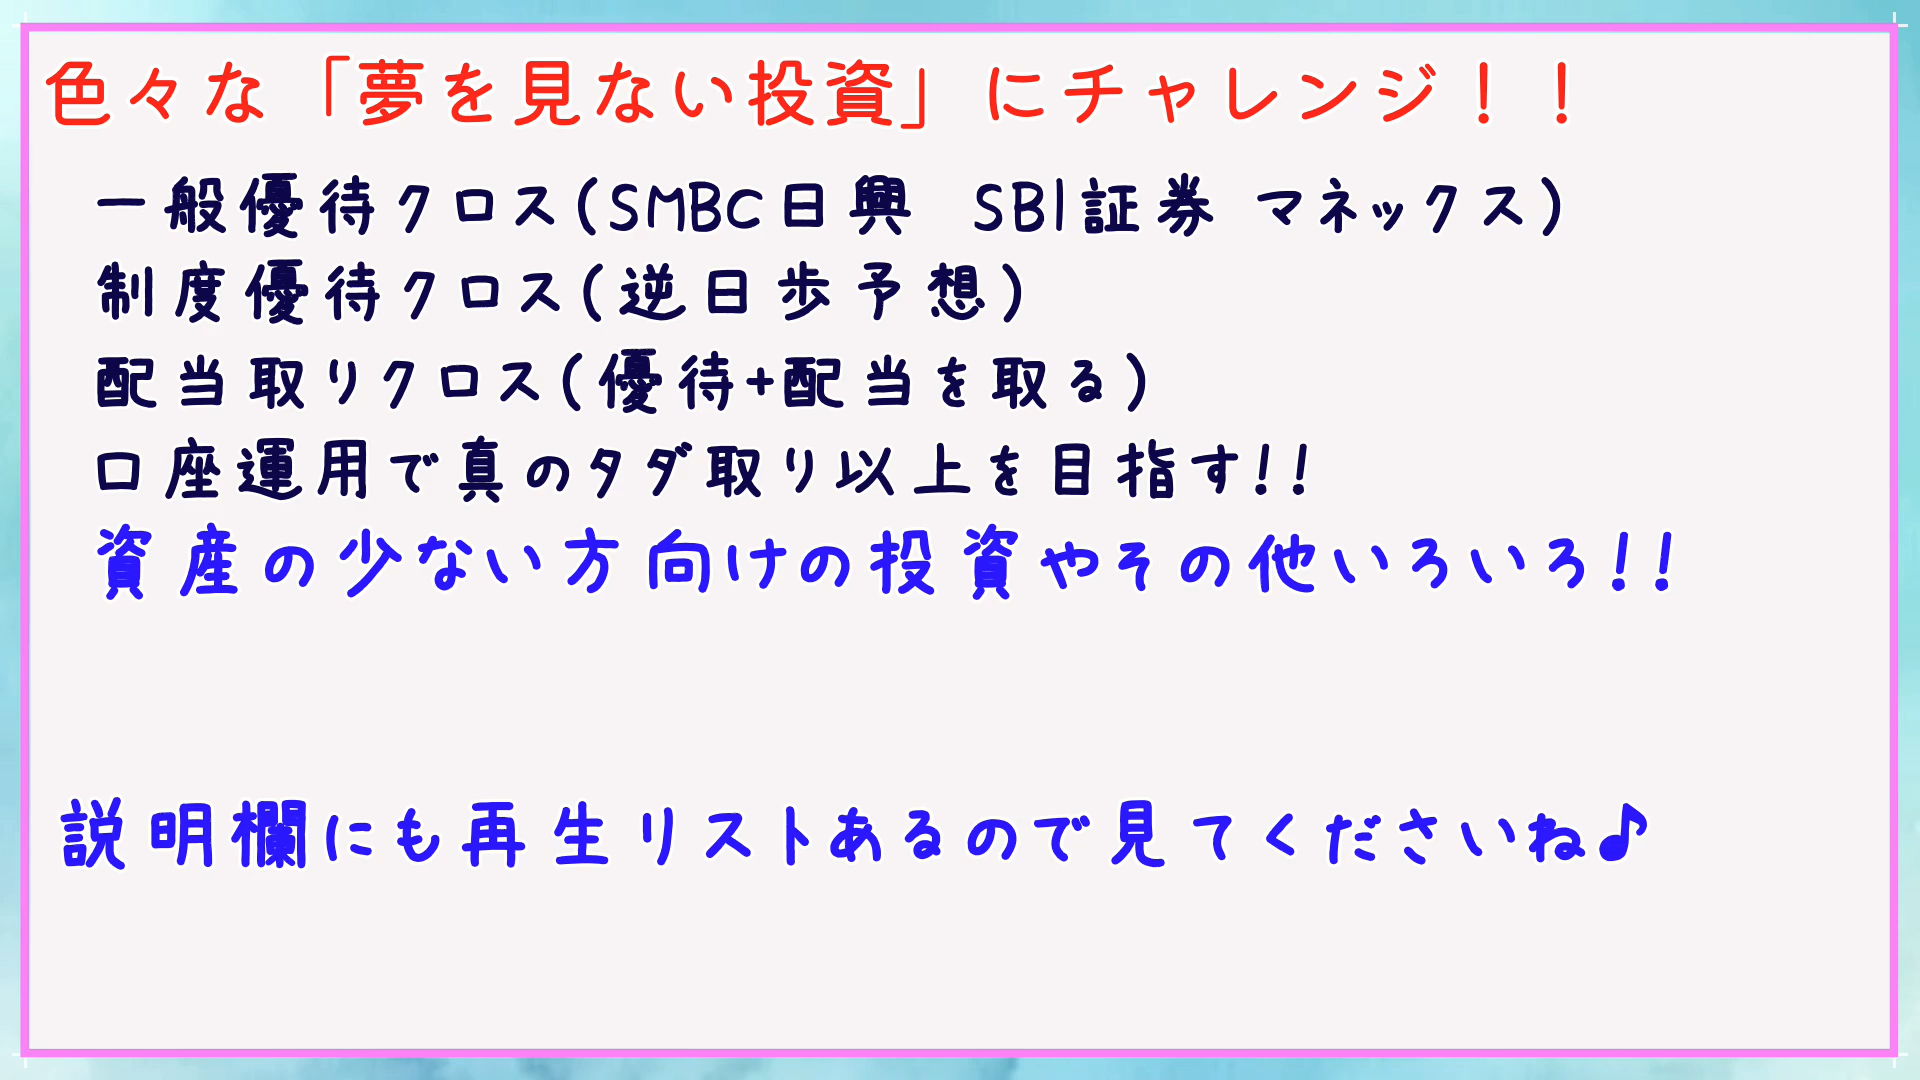 色々な「夢を見ない投資」にチャレンジ！！
一般優待クロス(SMBC日興　SBI証券 マネックス)
制度優待クロス(逆日歩予想)
配当取りクロス(優待+配当を取る)
口座運用で真のタダ取り以上を目指す!!
資産の少ない方向けの投資やその他いろいろ!!
説明欄にも再生リストあるので見てくださいね♪